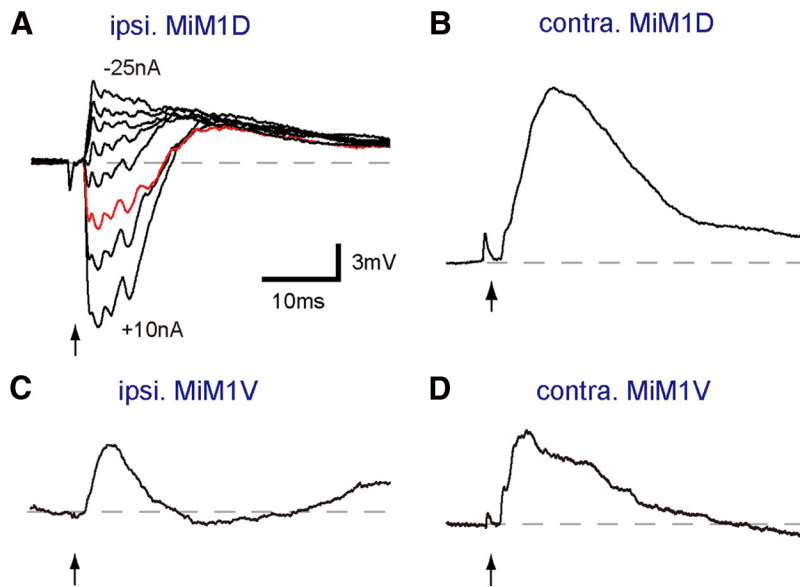 A ipsi. MiM1D
B contra. MiM1D
-25nA
3mV
10ms
+10nA
C ipsi. MiM1V
D contra. MiM1V